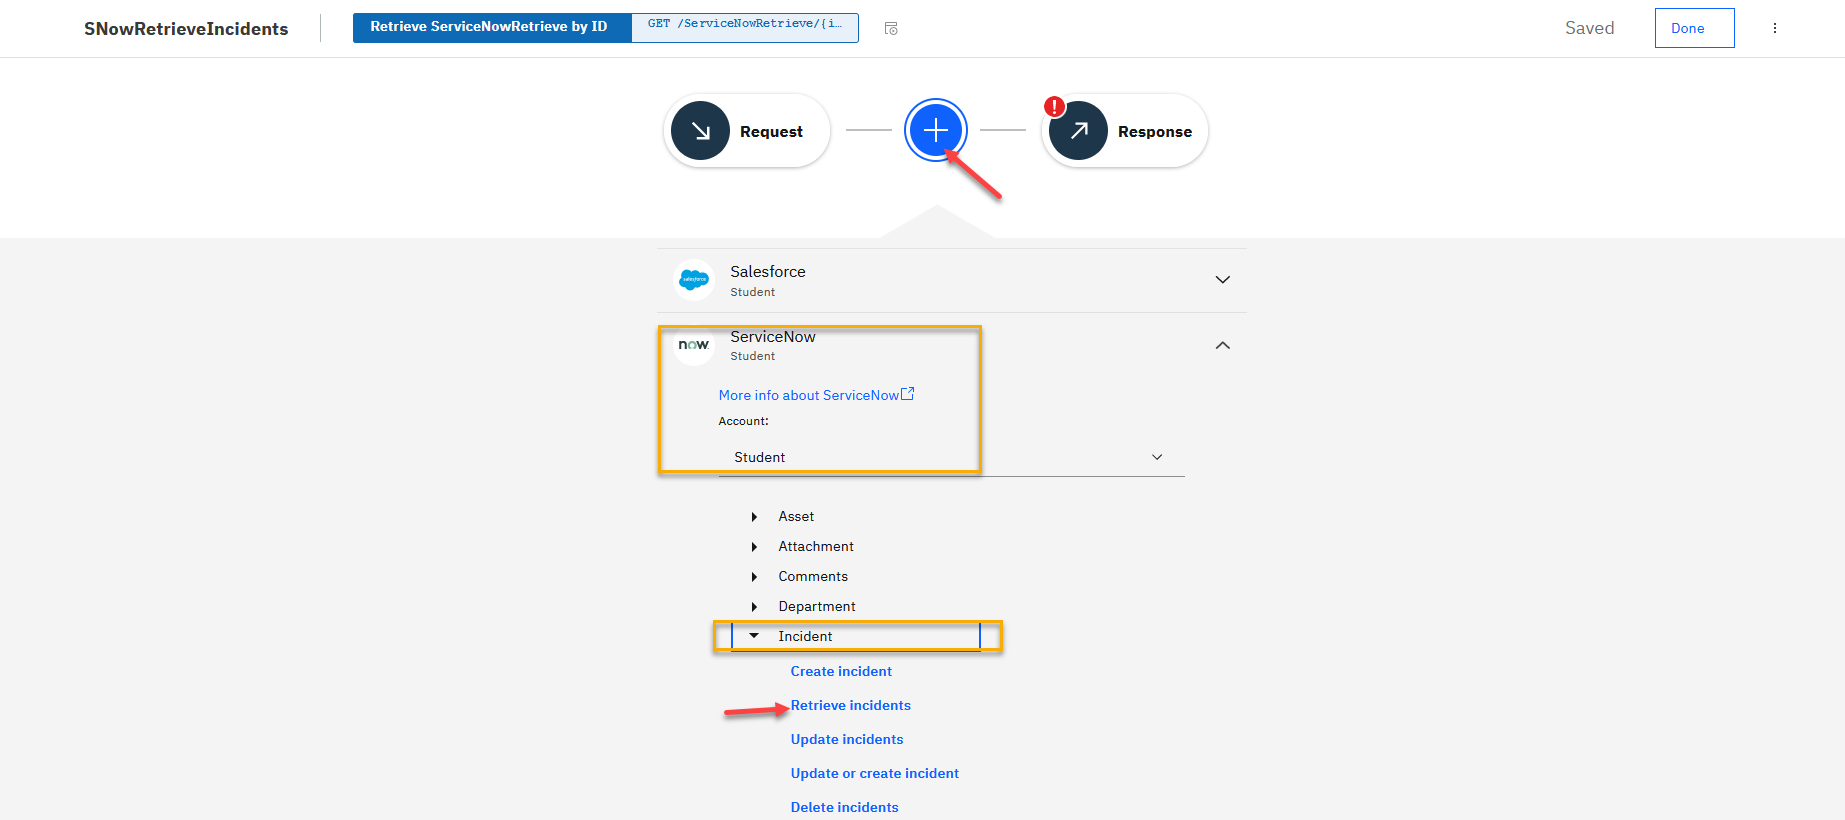 SNowRetrieveIncidents
Retrieve ServiceNowRetrieve by ID
GET /ServiceNowRetrieve/{i…
Saved
Done
Request
!
Response
salesforce
Salesforce
Student
now.
ServiceNow
Student
More info about ServiceNow
Account:
Student
Asset
Attachment
Comments
Department
Incident
Create incident
Retrieve incidents
Update incidents
Update or create incident
Delete incidents